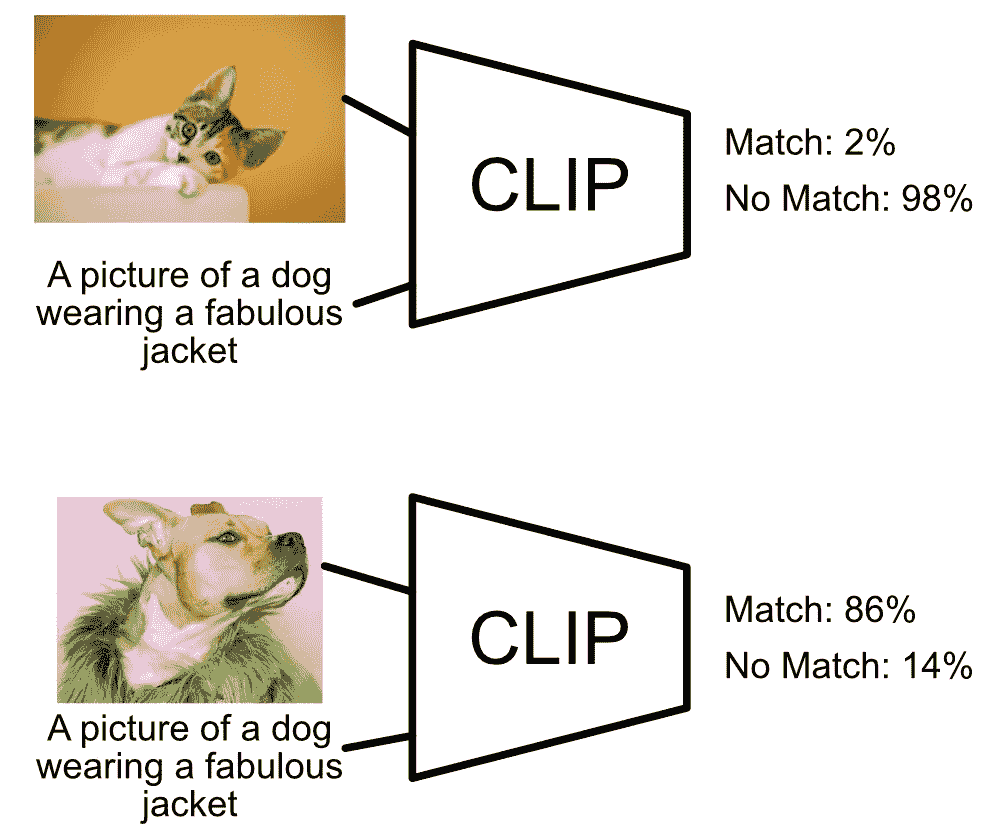 CLIP
Match: 2%
No Match: 98%
A picture of a dog
wearing a fabulous
jacket
CLIP
Match: 86%
No Match: 14%
A picture of a dog
wearing a fabulous
jacket